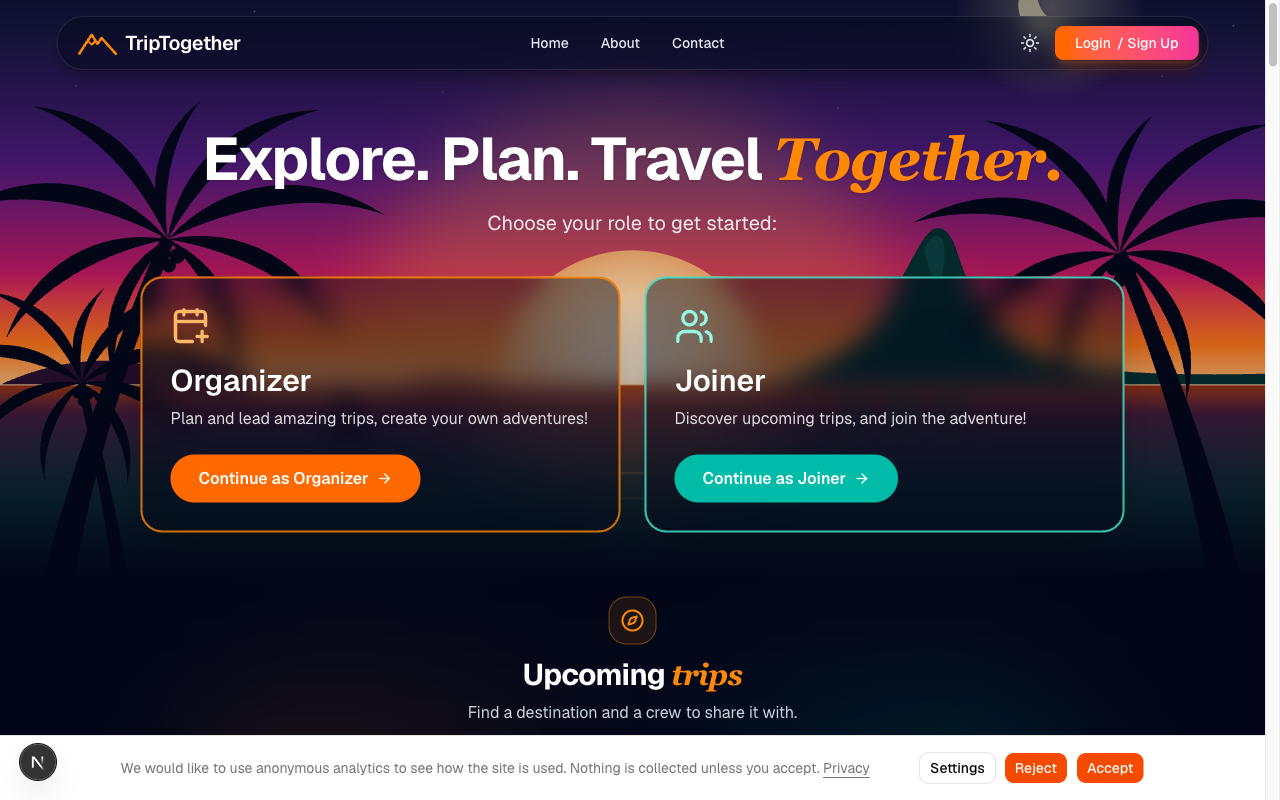 TripTogether
Home
About
Contact
Login / Sign Up
Explore. Plan. Travel Together.
Choose your role to get started:
Organizer
Plan and lead amazing trips, create your own adventures!
Continue as Organizer →
Joiner
Discover upcoming trips, and join the adventure!
Continue as Joiner →
Upcoming trips
Find a destination and a crew to share it with.
N
We would like to use anonymous analytics to see how the site is used. Nothing is collected unless you accept. Privacy
Settings
Reject
Accept